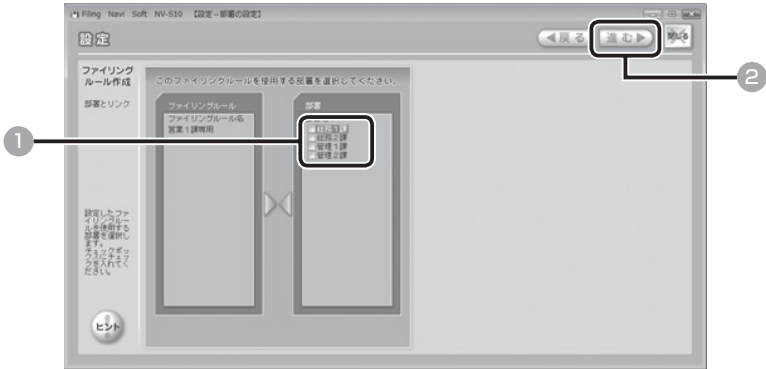 Filing Navi Soft NV-S10 【設定－部署の設定】
設定
戻る
進む
閉じる
ファイリング
ルール作成
部署とリンク
このファイリングルールを使用する部署を選択してください。
ファイリングルール
ファイリングルール名
営業1課専用
部署
総務1課
総務2課
管理1課
管理2課
設定したファ
イリングルー
ルを使用する
部署を選択し
ます。
チェックボッ
クスにチェッ
クを入れてく
ださい。
ヒント
1
2